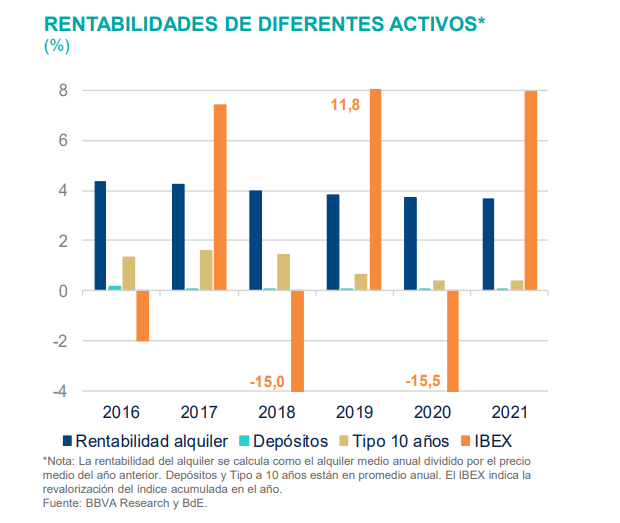 RENTABILIDADES DE DIFERENTES ACTIVOS*
(%)
8
6
4
2
0
-2
-4
11,8
-15,0
-15,5
2016 2017 2018 2019 2020 2021
Rentabilidad alquiler Depósitos Tipo 10 años IBEX
*Nota: La rentabilidad del alquiler se calcula como el alquiler medio anual dividido por el precio
medio del año anterior. Depósitos y Tipo a 10 años están en promedio anual. El IBEX indica la
revalorización del índice acumulada en el año.
Fuente: BBVA Research y BdE.